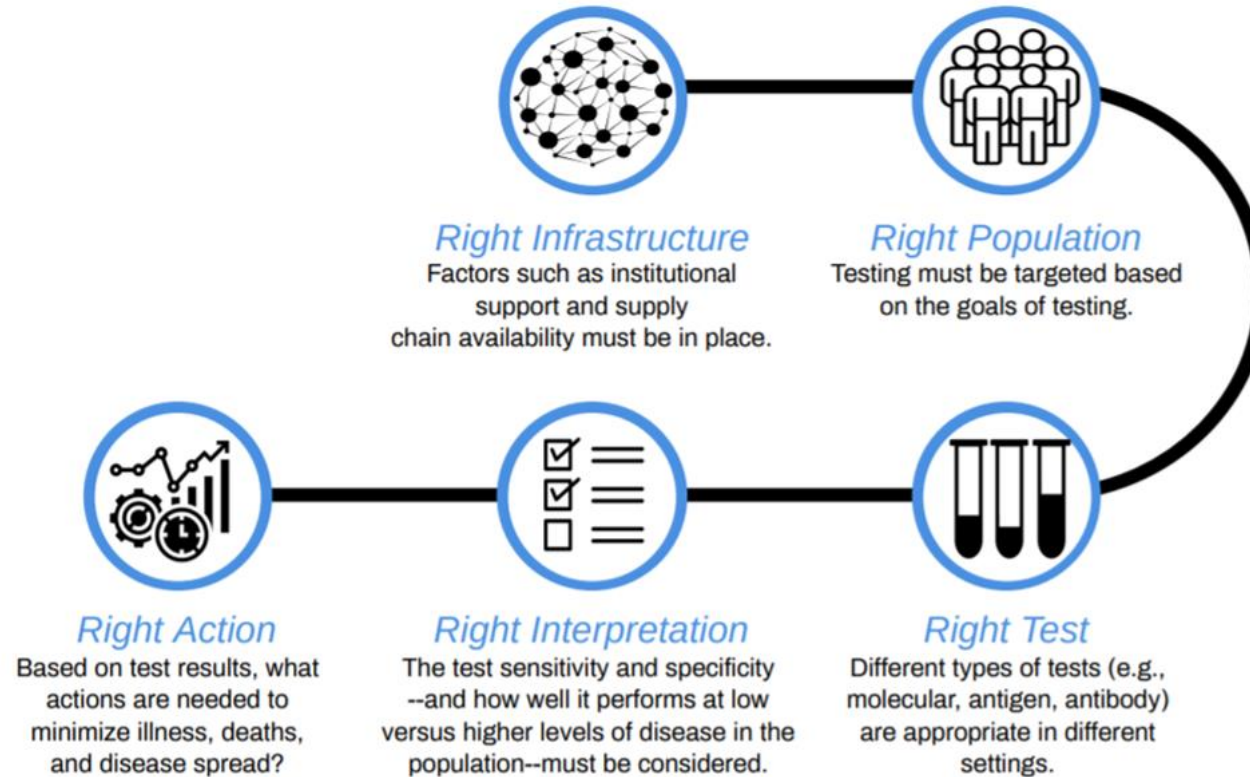 Right Infrastructure
Factors such as institutional
support and supply
chain availability must be in place.
Right Population
Testing must be targeted based
on the goals of testing.
Right Action
Based on test results, what
actions are needed to
minimize illness, deaths,
and disease spread?
Right Interpretation
The test sensitivity and specificity
--and how well it performs at low
versus higher levels of disease in the
population--must be considered.
Right Test
Different types of tests (e.g.,
molecular, antigen, antibody)
are appropriate in different
settings.